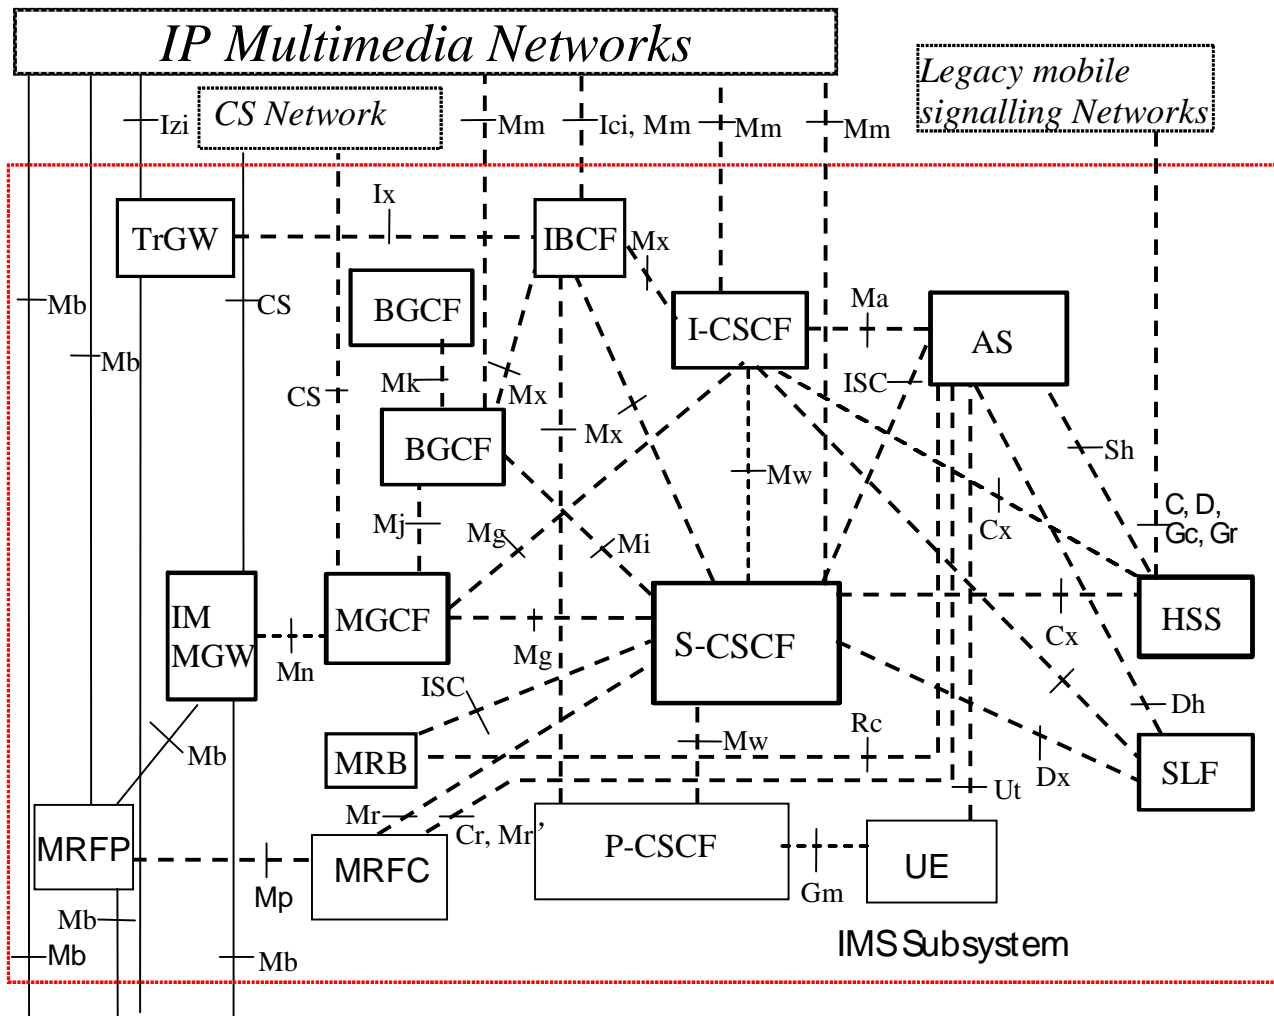 IP Multimedia Networks
Legacy mobile
signalling Networks
CS Network
Izi
Mm
Ici, Mm
Mm
Mm
Ix
TrGW
IBCF
Mx
Mb
CS
BGCF
I-CSCF
Ma
AS
Mb
Mk
Mx
CS
ISC
BGCF
Mx
Mw
Sh
Cx
C, D,
Gc, Gr
Mj
Mg
Mi
IM
MGW
Mn
MGCF
Mg
S-CSCF
Cx
HSS
ISC
Mb
MRB
Mw
Rc
Dh
Dx
SLF
Ut
Mr
Cr, Mr’
MRFP
Mp
MRFC
P-CSCF
Gm
UE
Mb
Mb
Mb
IMS Subsystem